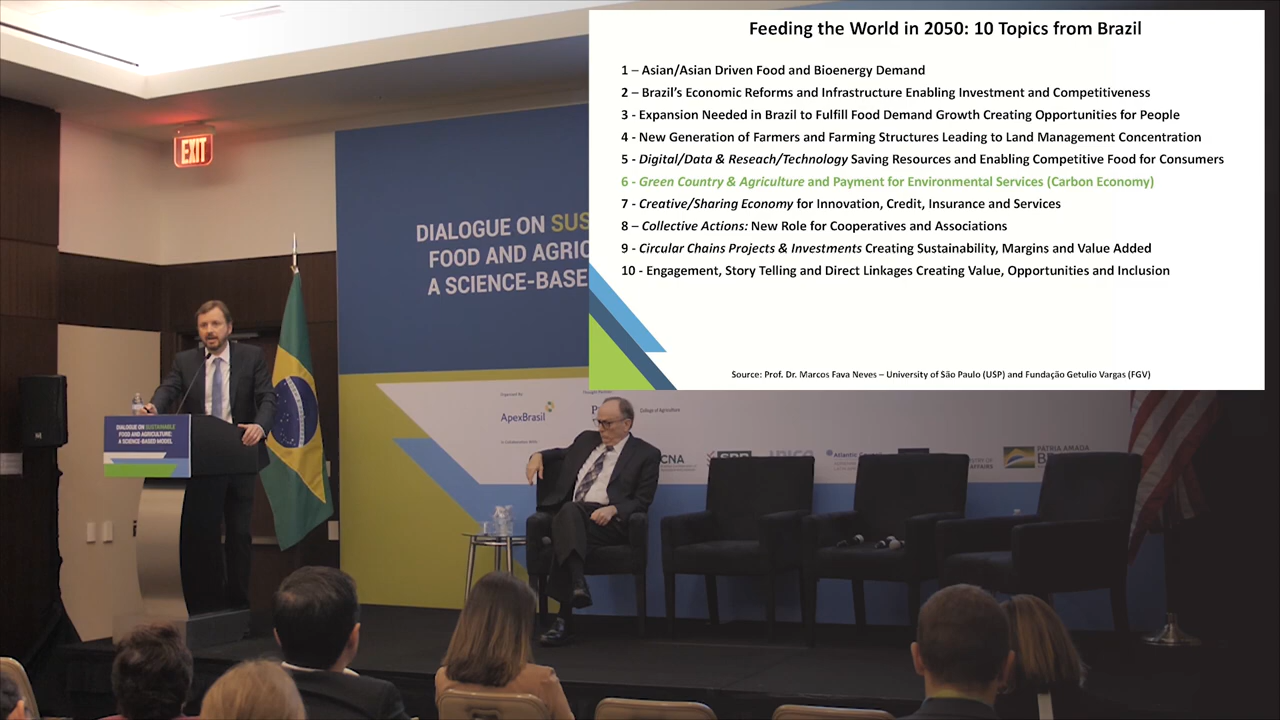 Feeding the World in 2050: 10 Topics from Brazil
1 – Asian/Asian Driven Food and Bioenergy Demand
2 – Brazil's Economic Reforms and Infrastructure Enabling Investment and Competitiveness
3 - Expansion Needed in Brazil to Fulfill Food Demand Growth Creating Opportunities for People
4 - New Generation of Farmers and Farming Structures Leading to Land Management Concentration
5 - Digital/Data & Reseach/Technology Saving Resources and Enabling Competitive Food for Consumers
6 - Green Country & Agriculture and Payment for Environmental Services (Carbon Economy)
7 - Creative/Sharing Economy for Innovation, Credit, Insurance and Services
8 – Collective Actions: New Role for Cooperatives and Associations
9 - Circular Chains Projects & Investments Creating Sustainability, Margins and Value Added
10 - Engagement, Story Telling and Direct Linkages Creating Value, Opportunities and Inclusion
Source: Prof. Dr. Marcos Fava Neves – University of São Paulo (USP) and Fundação Getulio Vargas (FGV)
EXIT
DIALOGUE ON SUS
FOOD AND AGRIC
A SCIENCE-BASE
ApexBrasil
College of Agriculture
CNA
Atlantic
PATRIA AMADA
DIALOGUE ON SUSTAINABLE
FOOD AND AGRICULTURE:
A SCIENCE-BASED MODEL